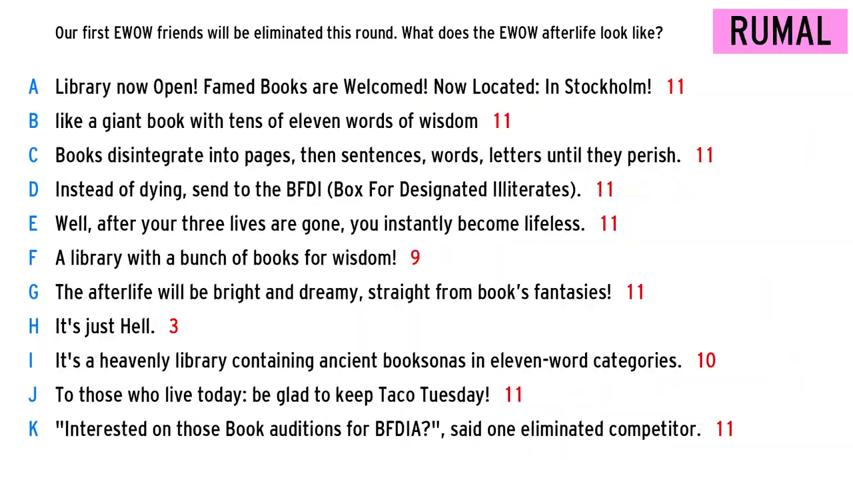 Our first EWOW friends will be eliminated this round. What does the EWOW afterlife look like?
RUMAL
A Library now Open! Famed Books are Welcomed! Now Located: In Stockholm! 11
B like a giant book with tens of eleven words of wisdom 11
C Books disintegrate into pages, then sentences, words, letters until they perish. 11
D Instead of dying, send to the BFDI (Box For Designated Illiterates). 11
E Well, after your three lives are gone, you instantly become lifeless. 11
F A library with a bunch of books for wisdom! 9
G The afterlife will be bright and dreamy, straight from book's fantasies! 11
H It's just Hell. 3
I It's a heavenly library containing ancient booksonas in eleven-word categories. 10
J To those who live today: be glad to keep Taco Tuesday! 11
K "Interested on those Book auditions for BFDIA?", said one eliminated competitor. 11